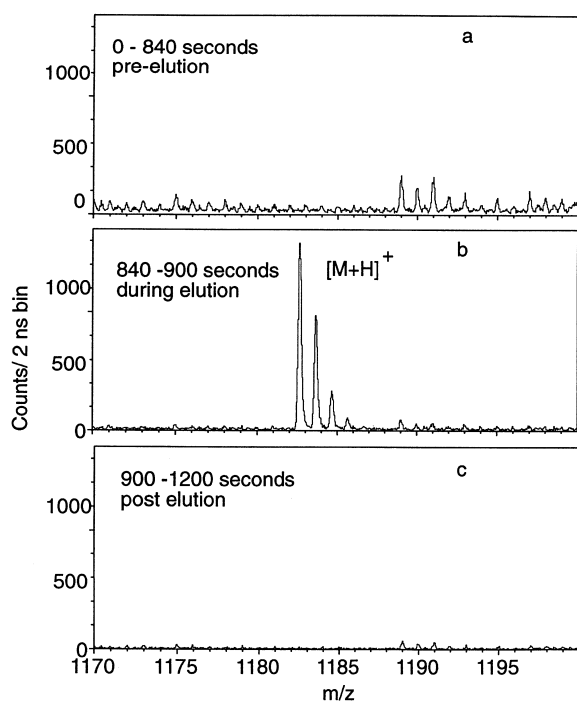 0 - 840 seconds
pre-elution
a
1000
500
0
840 -900 seconds
during elution
[M+H]+
b
1000
500
0
Counts/ 2 ns bin
900 -1200 seconds
post elution
c
1000
500
0
1170 1175 1180 1185 1190 1195
m/z